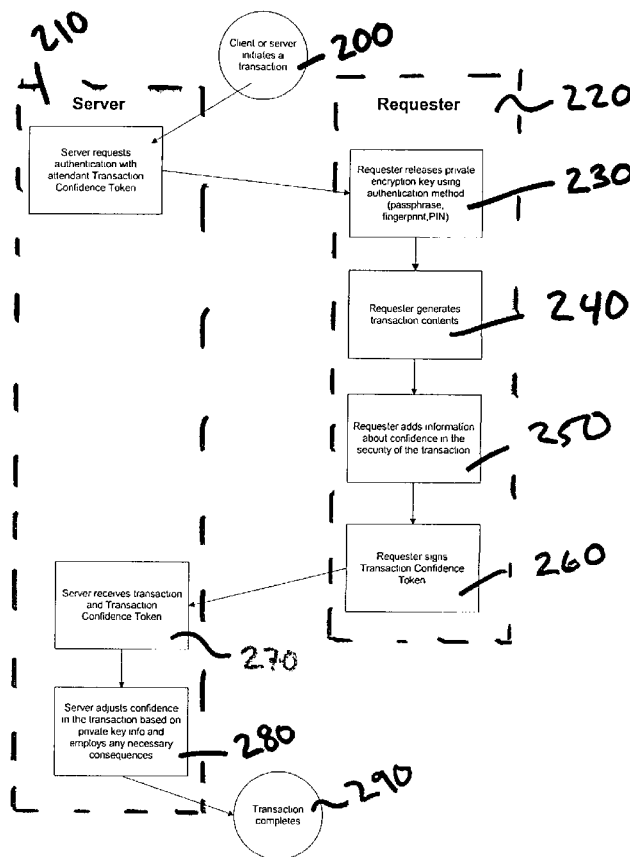 210
Client or server
initiates a
transaction
200
Server
Requester
220
Server requests
authentication with
attendant Transaction
Confidence Token
Requester releases private
encryption key using
authentication method
(passphrase,
fingerprint,PIN)
230
Requester generates
transaction contents
240
Requester adds information
about confidence in the
security of the transaction
250
Requester signs
Transaction Confidence
Token
260
Server receives transaction
and Transaction
Confidence Token
270
Server adjusts confidence
in the transaction based on
private key info and
employs any necessary
consequences
280
Transaction
completes
290